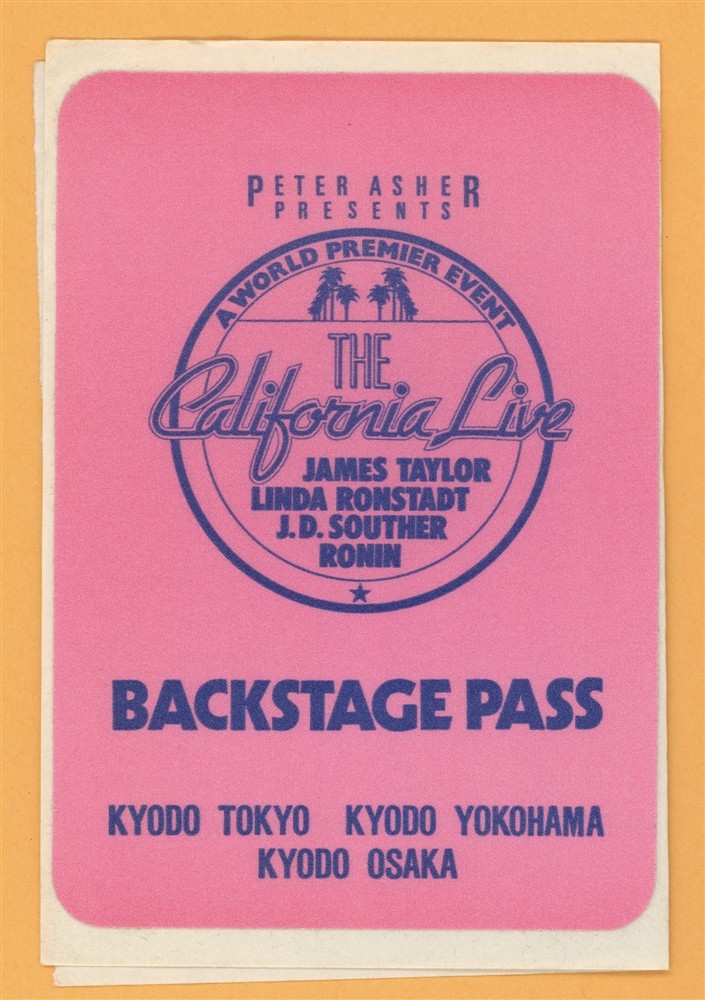 PETER ASHER
PRESENTS
A WORLD PREMIER EVENT
THE
California Live
JAMES TAYLOR
LINDA RONSTADT
J.D. SOUTHER
RONIN
BACKSTAGE PASS
KYODO TOKYO KYODO YOKOHAMA
KYODO OSAKA